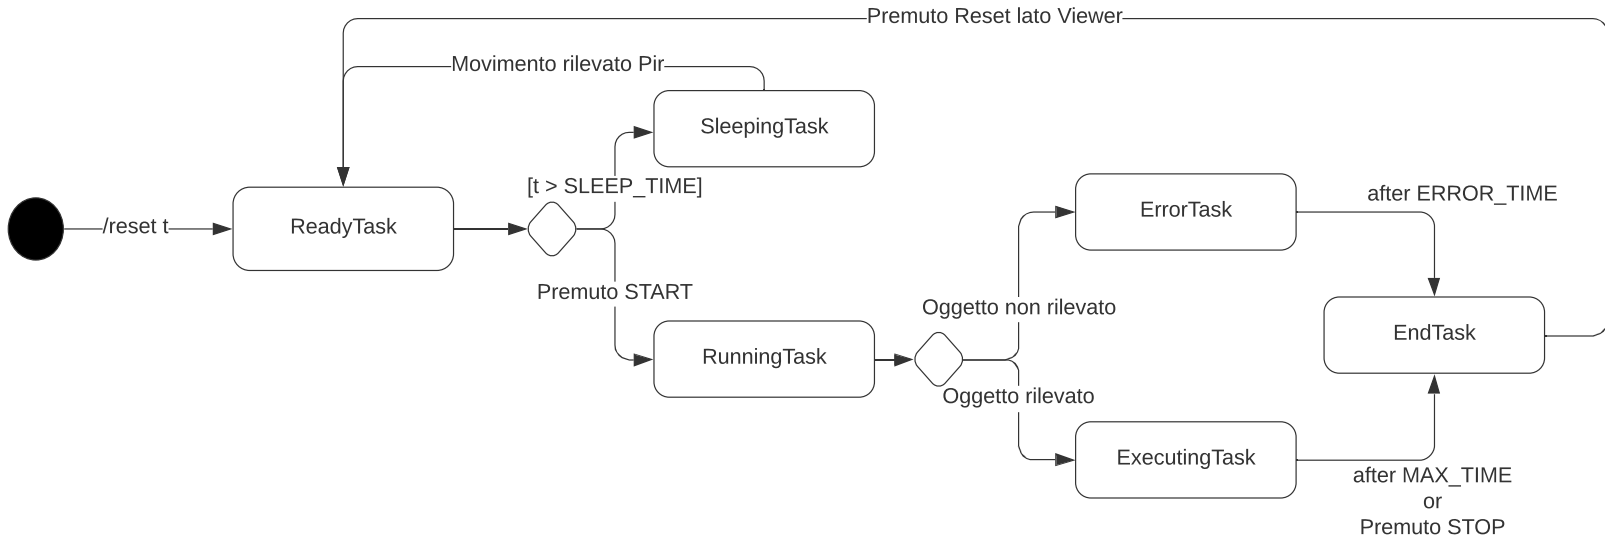 Premuto Reset lato Viewer
Movimento rilevato Pir
SleepingTask
[t > SLEEP_TIME]
/reset t
ReadyTask
Premuto START
RunningTask
ErrorTask
after ERROR_TIME
Oggetto non rilevato
EndTask
Oggetto rilevato
ExecutingTask
after MAX_TIME
or
Premuto STOP